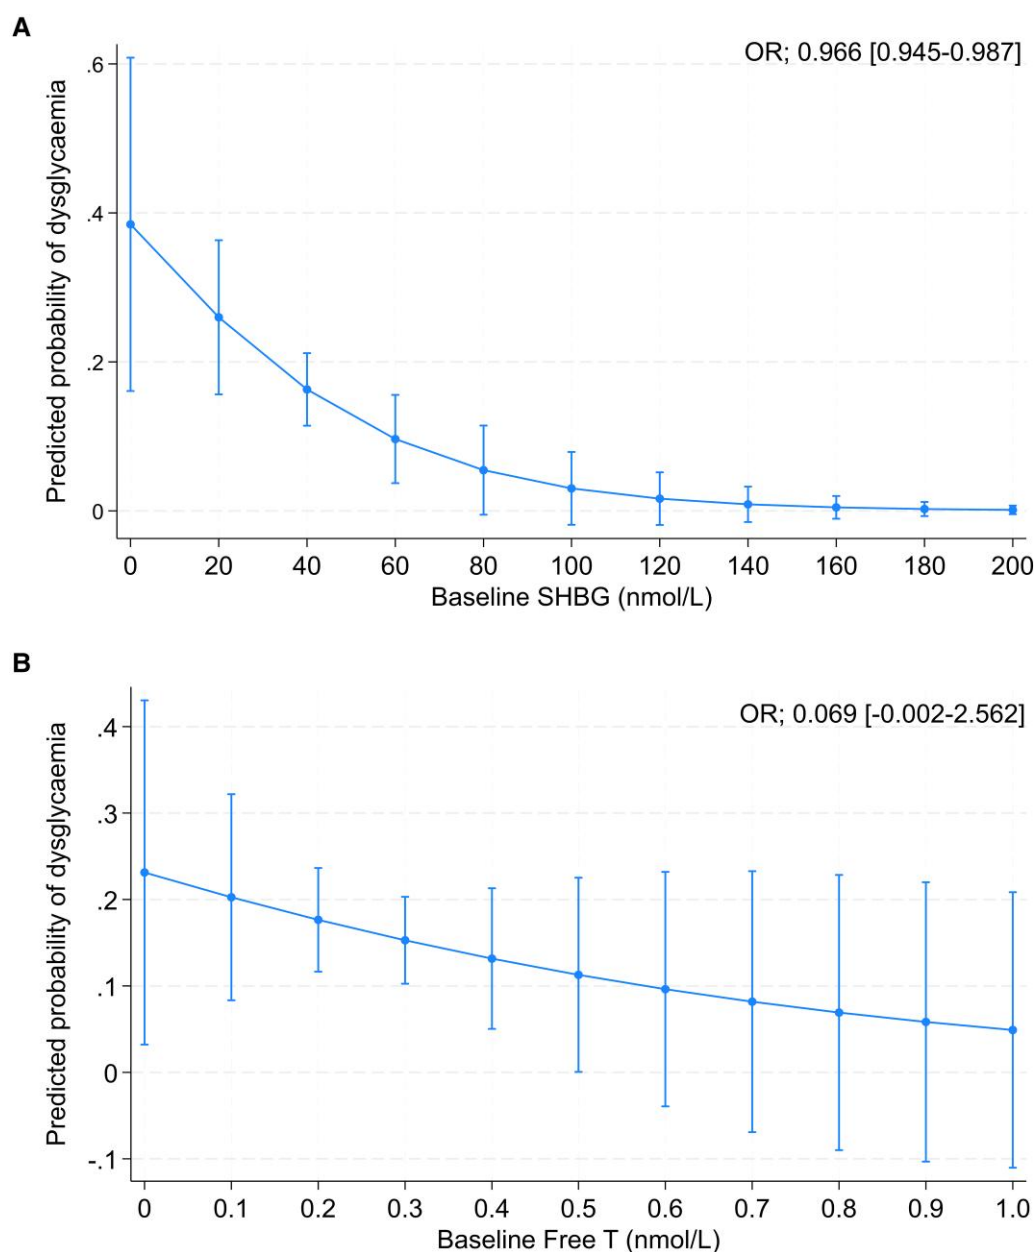 A
OR; 0.966 [0.945-0.987]
Predicted probability of dysglycaemia
.6
.4
.2
0
0 20 40 60 80 100 120 140 160 180 200
Baseline SHBG (nmol/L)
B
OR; 0.069 [-0.002-2.562]
Predicted probability of dysglycaemia
.4
.3
.2
.1
0
-.1
0 0.1 0.2 0.3 0.4 0.5 0.6 0.7 0.8 0.9 1.0
Baseline Free T (nmol/L)